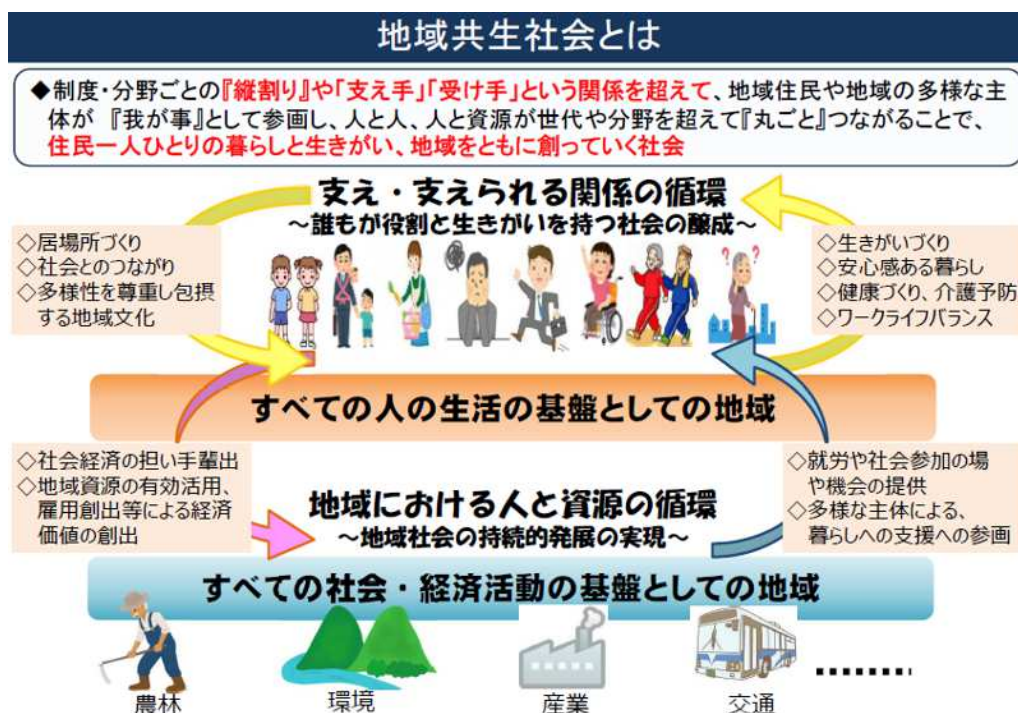 地域共生社会とは
◆制度・分野ごとの『縦割り』や「支え手」「受け手」という関係を超えて、地域住民や地域の多様な主
体が 『我が事』として参画し、人と人、人と資源が世代や分野を超えて『丸ごと』つながることで、
住民一人ひとりの暮らしと生きがい、地域をともに創っていく社会
支え・支えられる関係の循環
～誰もが役割と生きがいを持つ社会の醸成～
◇居場所づくり
◇社会とのつながり
◇多様性を尊重し包摂
する地域文化
◇生きがいづくり
◇安心感ある暮らし
◇健康づくり、介護予防
◇ワークライフバランス
すべての人の生活の基盤としての地域
◇社会経済の担い手輩出
◇地域資源の有効活用、
雇用創出等による経済
価値の創出
地域における人と資源の循環
～地域社会の持続的発展の実現～
◇就労や社会参加の場
や機会の提供
◇多様な主体による、
暮らしへの支援への参画
すべての社会・経済活動の基盤としての地域
農林
環境
産業
交通